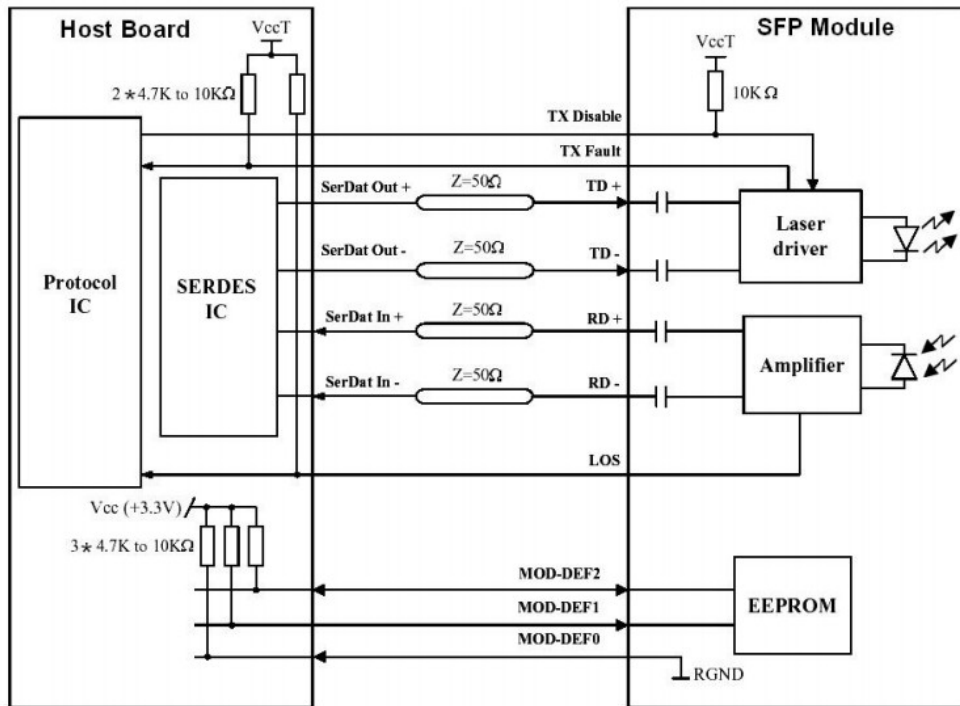 Host Board
SFP Module
VccT
VccT
2*4.7K to 10KΩ
10KΩ
TX Disable
TX Fault
SerDat Out +
Z=50Ω
TD +
Laser
driver
SerDat Out -
Z=50Ω
TD -
Protocol
IC
SERDES
IC
SerDat In +
Z=50Ω
RD +
Amplifier
SerDat In -
Z=50Ω
RD -
LOS
Vcc (+3.3V)
3*4.7K to 10KΩ
MOD-DEF2
EEPROM
MOD-DEF1
MOD-DEF0
RGND